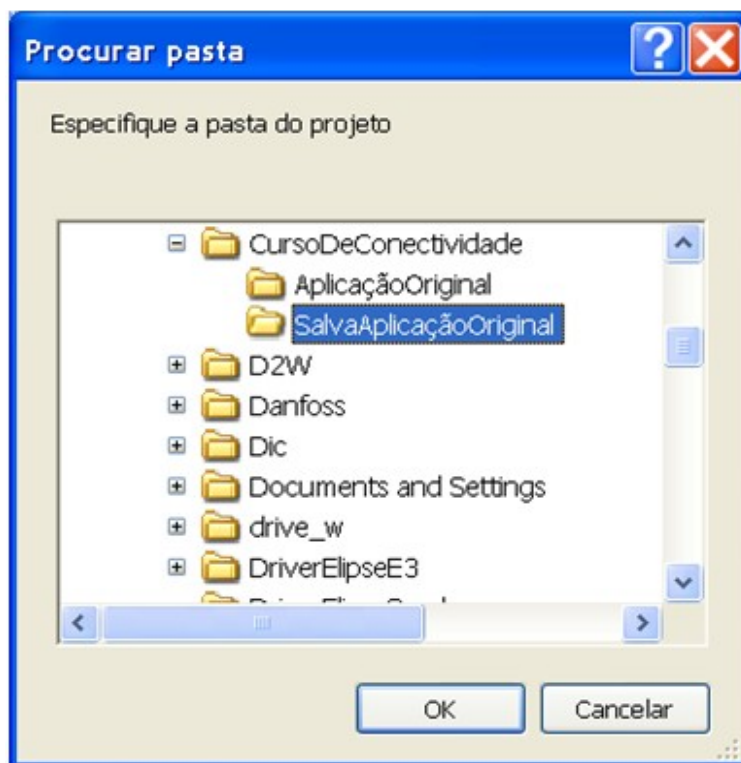 Procurar pasta
Especifique a pasta do projeto
CursoDeConectividade
AplicaçãoOriginal
SalvaAplicaçãoOriginal
D2W
Danfoss
Dic
Documents and Settings
drive_w
DriverElipseE3
OK
Cancelar